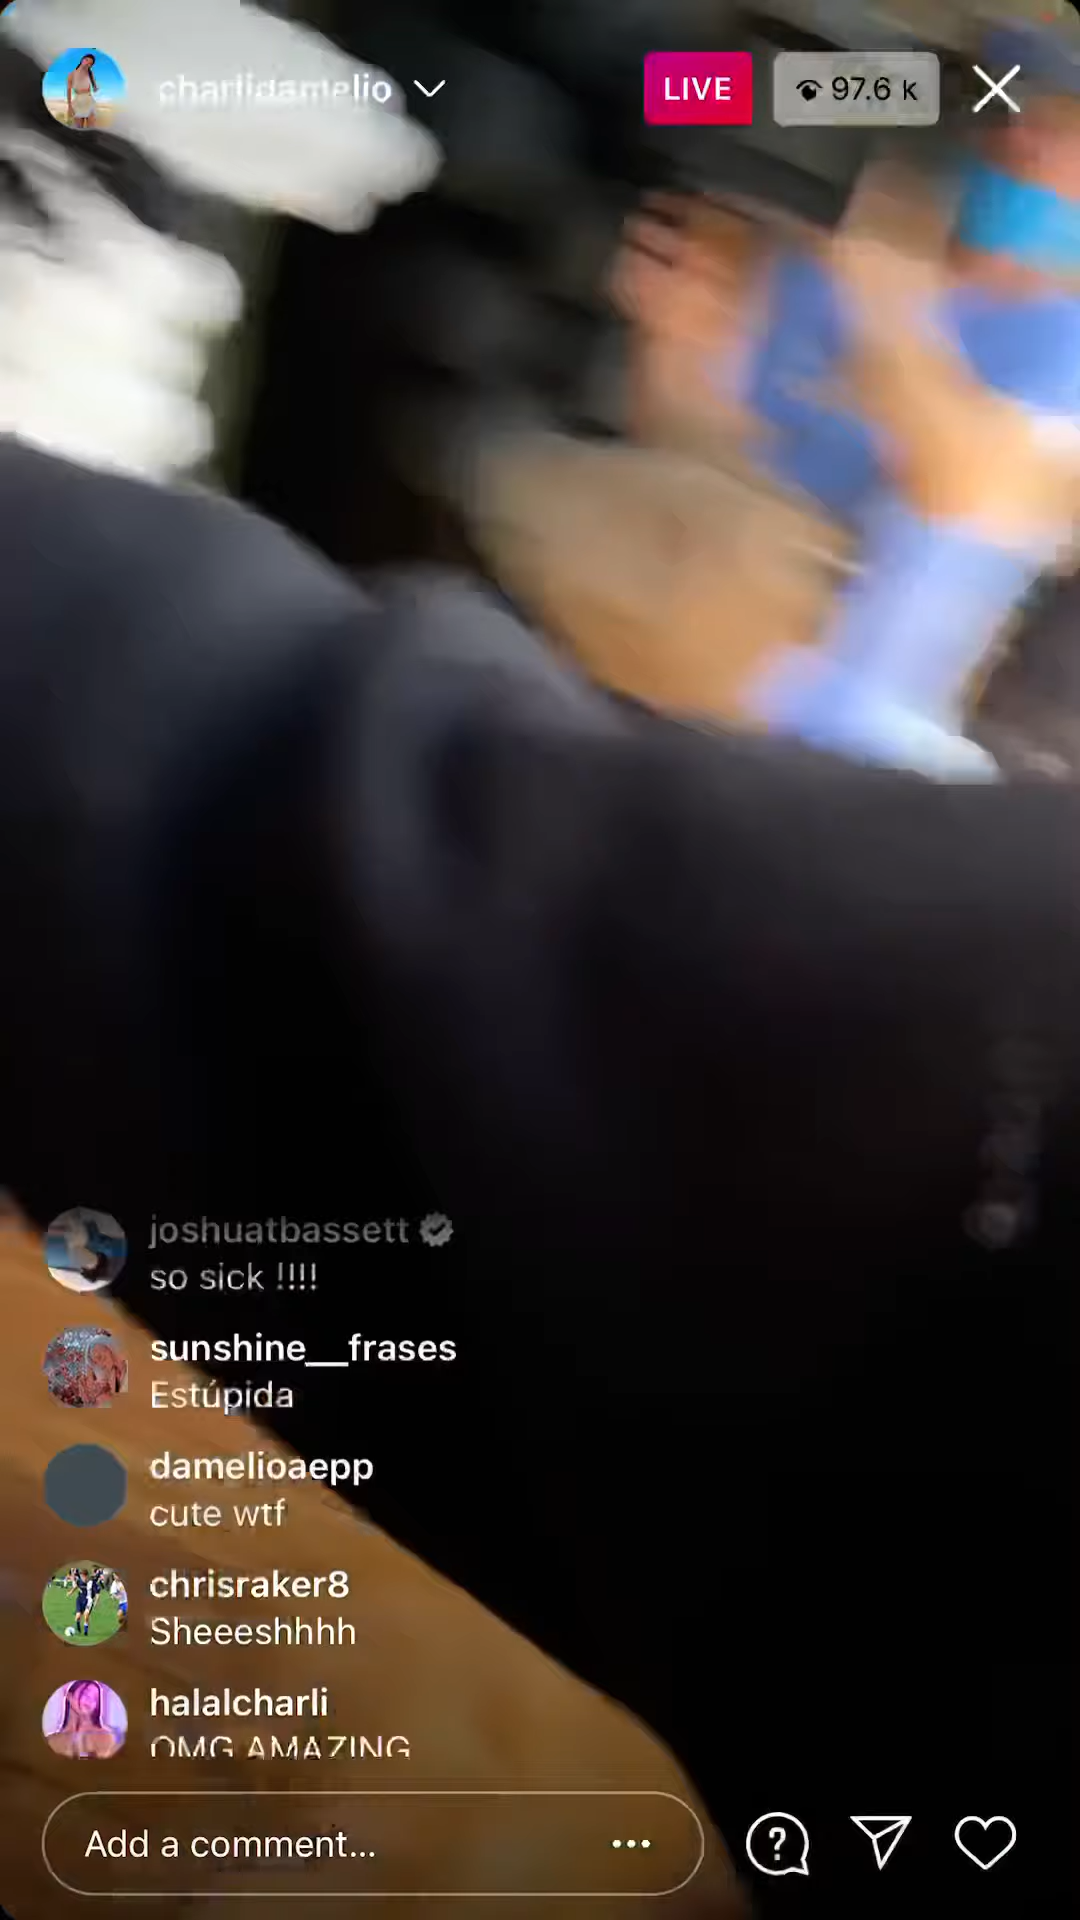 charlidamelio
LIVE
97.6 k
joshuatbassett
so sick !!!!
sunshine__frases
Estúpida
damelioaepp
cute wtf
chrisraker8
Sheeeshhhh
halalcharli
OMG AMAZING
Add a comment...